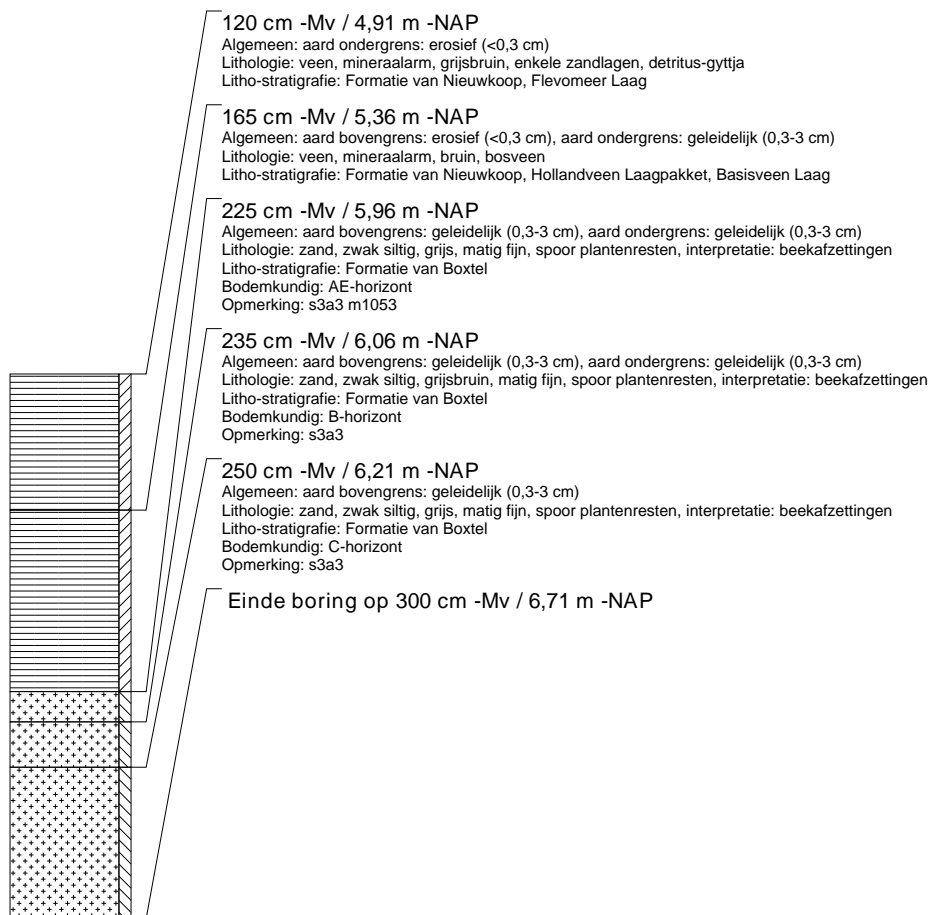 120 cm -Mv / 4,91 m -NAP
Algemeen: aard ondergrens: erosief (<0,3 cm)
Lithologie: veen, mineraalarm, grijsbruin, enkele zandlagen, detritus-gyttja
Litho-stratigrafie: Formatie van Nieuwkoop, Flevomeer Laag
165 cm -Mv / 5,36 m -NAP
Algemeen: aard bovengrens: erosief (<0,3 cm), aard ondergrens: geleidelijk (0,3-3 cm)
Lithologie: veen, mineraalarm, bruin, bosveen
Litho-stratigrafie: Formatie van Nieuwkoop, Hollandveen Laagpakket, Basisveen Laag
225 cm -Mv / 5,96 m -NAP
Algemeen: aard bovengrens: geleidelijk (0,3-3 cm), aard ondergrens: geleidelijk (0,3-3 cm)
Lithologie: zand, zwak siltig, grijs, matig fijn, spoor plantenresten, interpretatie: beekafzettingen
Litho-stratigrafie: Formatie van Boxtel
Bodemkundig: AE-horizont
Opmerking: s3a3 m1053
235 cm -Mv / 6,06 m -NAP
Algemeen: aard bovengrens: geleidelijk (0,3-3 cm), aard ondergrens: geleidelijk (0,3-3 cm)
Lithologie: zand, zwak siltig, grijsbruin, matig fijn, spoor plantenresten, interpretatie: beekafzettingen
Litho-stratigrafie: Formatie van Boxtel
Bodemkundig: B-horizont
Opmerking: s3a3
250 cm -Mv / 6,21 m -NAP
Algemeen: aard bovengrens: geleidelijk (0,3-3 cm)
Lithologie: zand, zwak siltig, grijs, matig fijn, spoor plantenresten, interpretatie: beekafzettingen
Litho-stratigrafie: Formatie van Boxtel
Bodemkundig: C-horizont
Opmerking: s3a3
Einde boring op 300 cm -Mv / 6,71 m -NAP